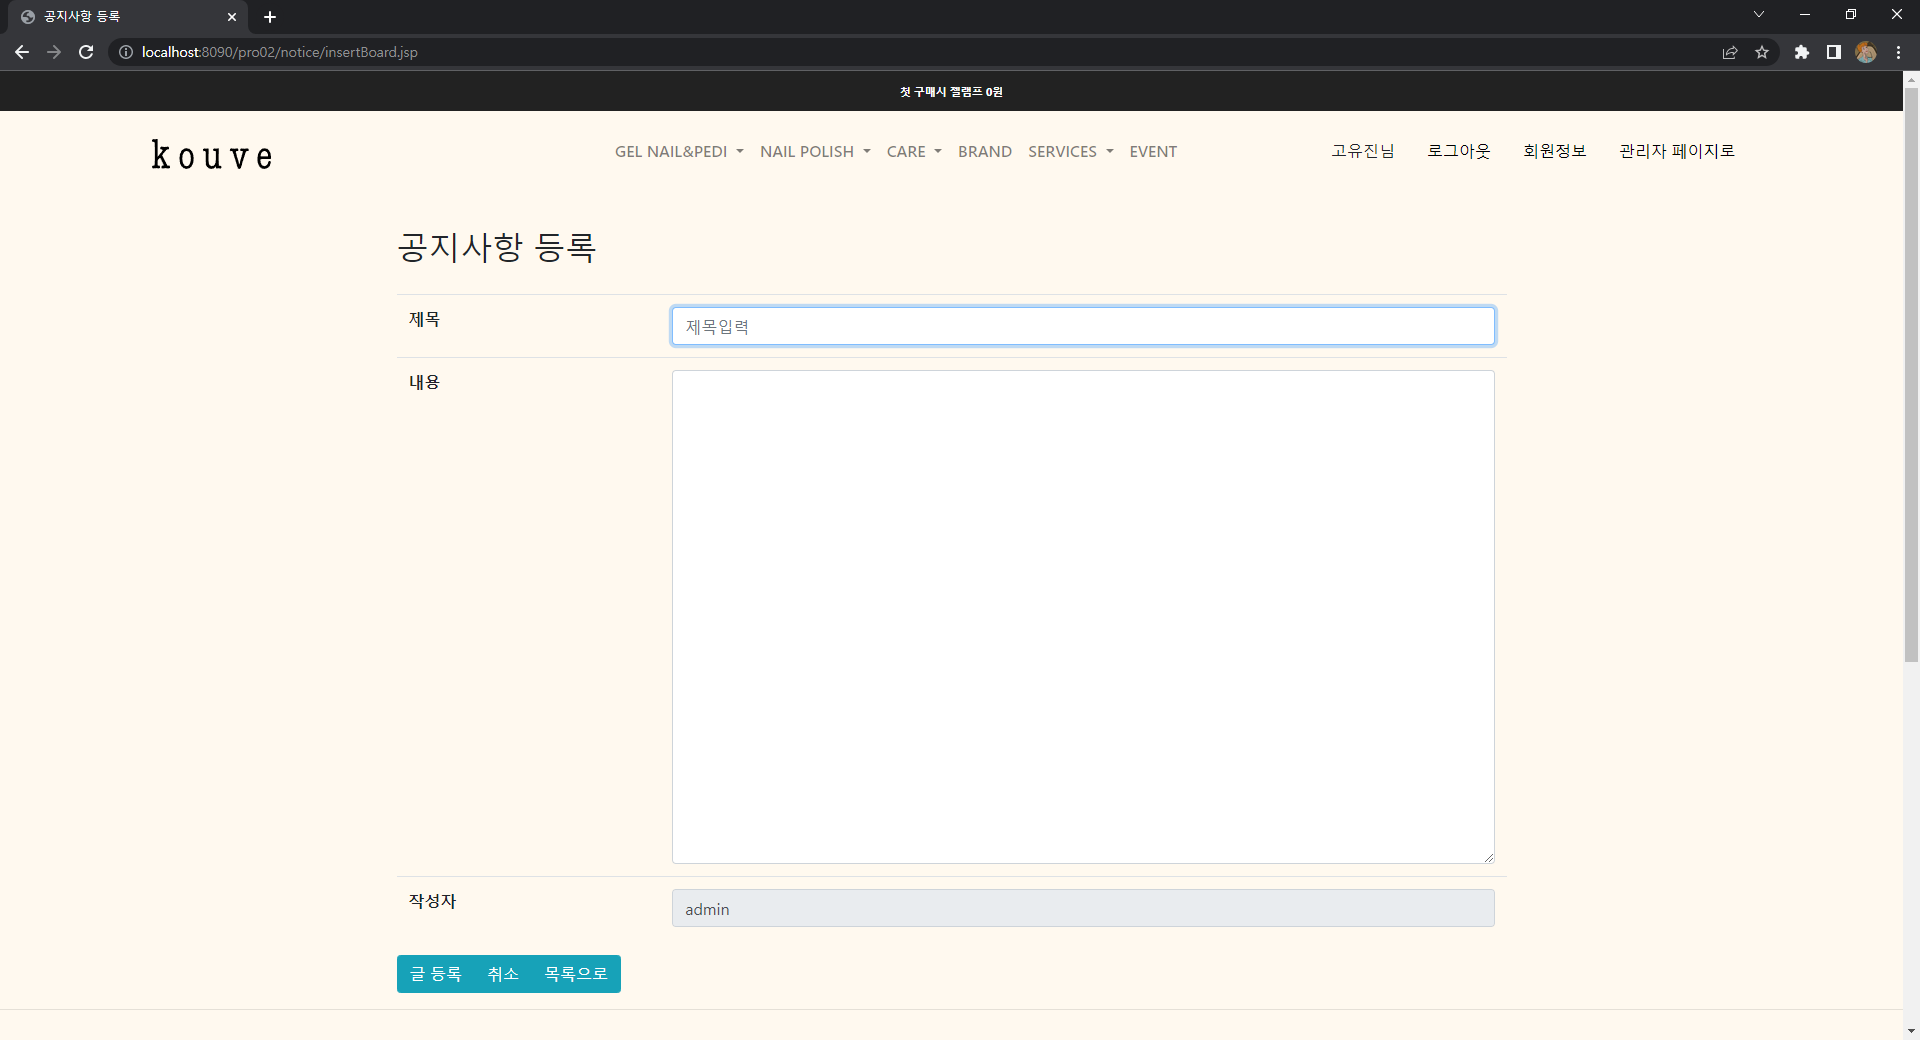 공지사항 등록
localhost:8090/pro02/notice/insertBoard.jsp
첫 구매시 젤램프 0원
kouve
GEL NAIL&PEDI NAIL POLISH CARE BRAND SERVICES EVENT
고유진님 로그아웃 회원정보 관리자 페이지로
공지사항 등록
제목
제목입력
내용
작성자
admin
글 등록 취소 목록으로